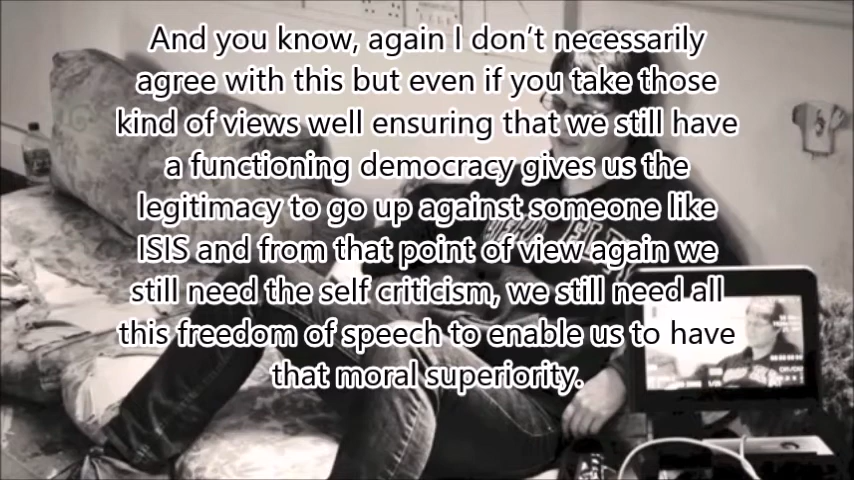 And you know, again I don't necessarily
agree with this but even if you take those
kind of views well ensuring that we still have
a functioning democracy gives us the
legitimacy to go up against someone like
ISIS and from that point of view again we
still need the self criticism, we still need all
this freedom of speech to enable us to have
that moral superiority.